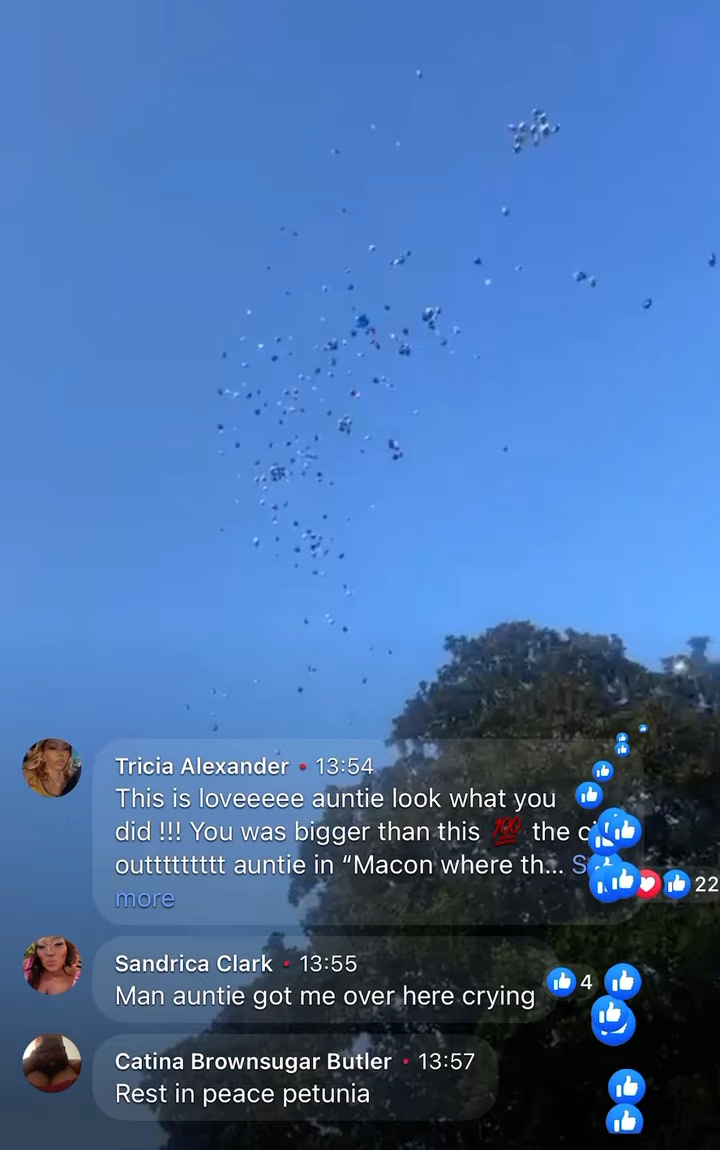 Tricia Alexander • 13:54
This is loveeeee auntie look what you
did !!! You was bigger than this 💯 the
outttttttt auntie in “Macon where th...
more
22
Sandrica Clark • 13:55
Man auntie got me over here crying
4
Catina Brownsugar Butler • 13:57
Rest in peace petunia